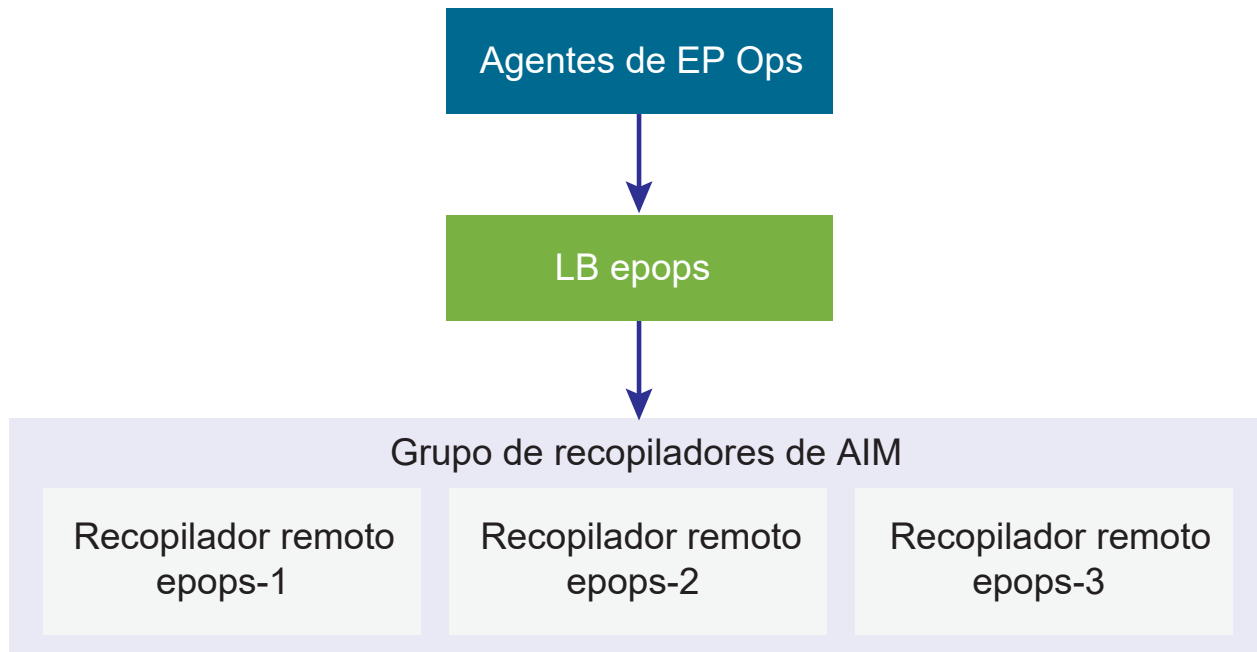 Agentes de EP Ops
LB epops
Grupo de recopiladores de AIM
Recopilador remoto
epops-1
Recopilador remoto
epops-2
Recopilador remoto
epops-3